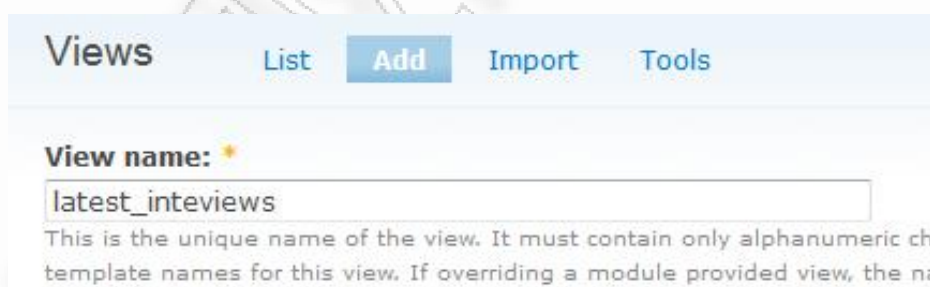 Views List Add Import Tools
View name: *
latest_inteviews
This is the unique name of the view. It must contain only alphanumeric ch
template names for this view. If overriding a module provided view, the na